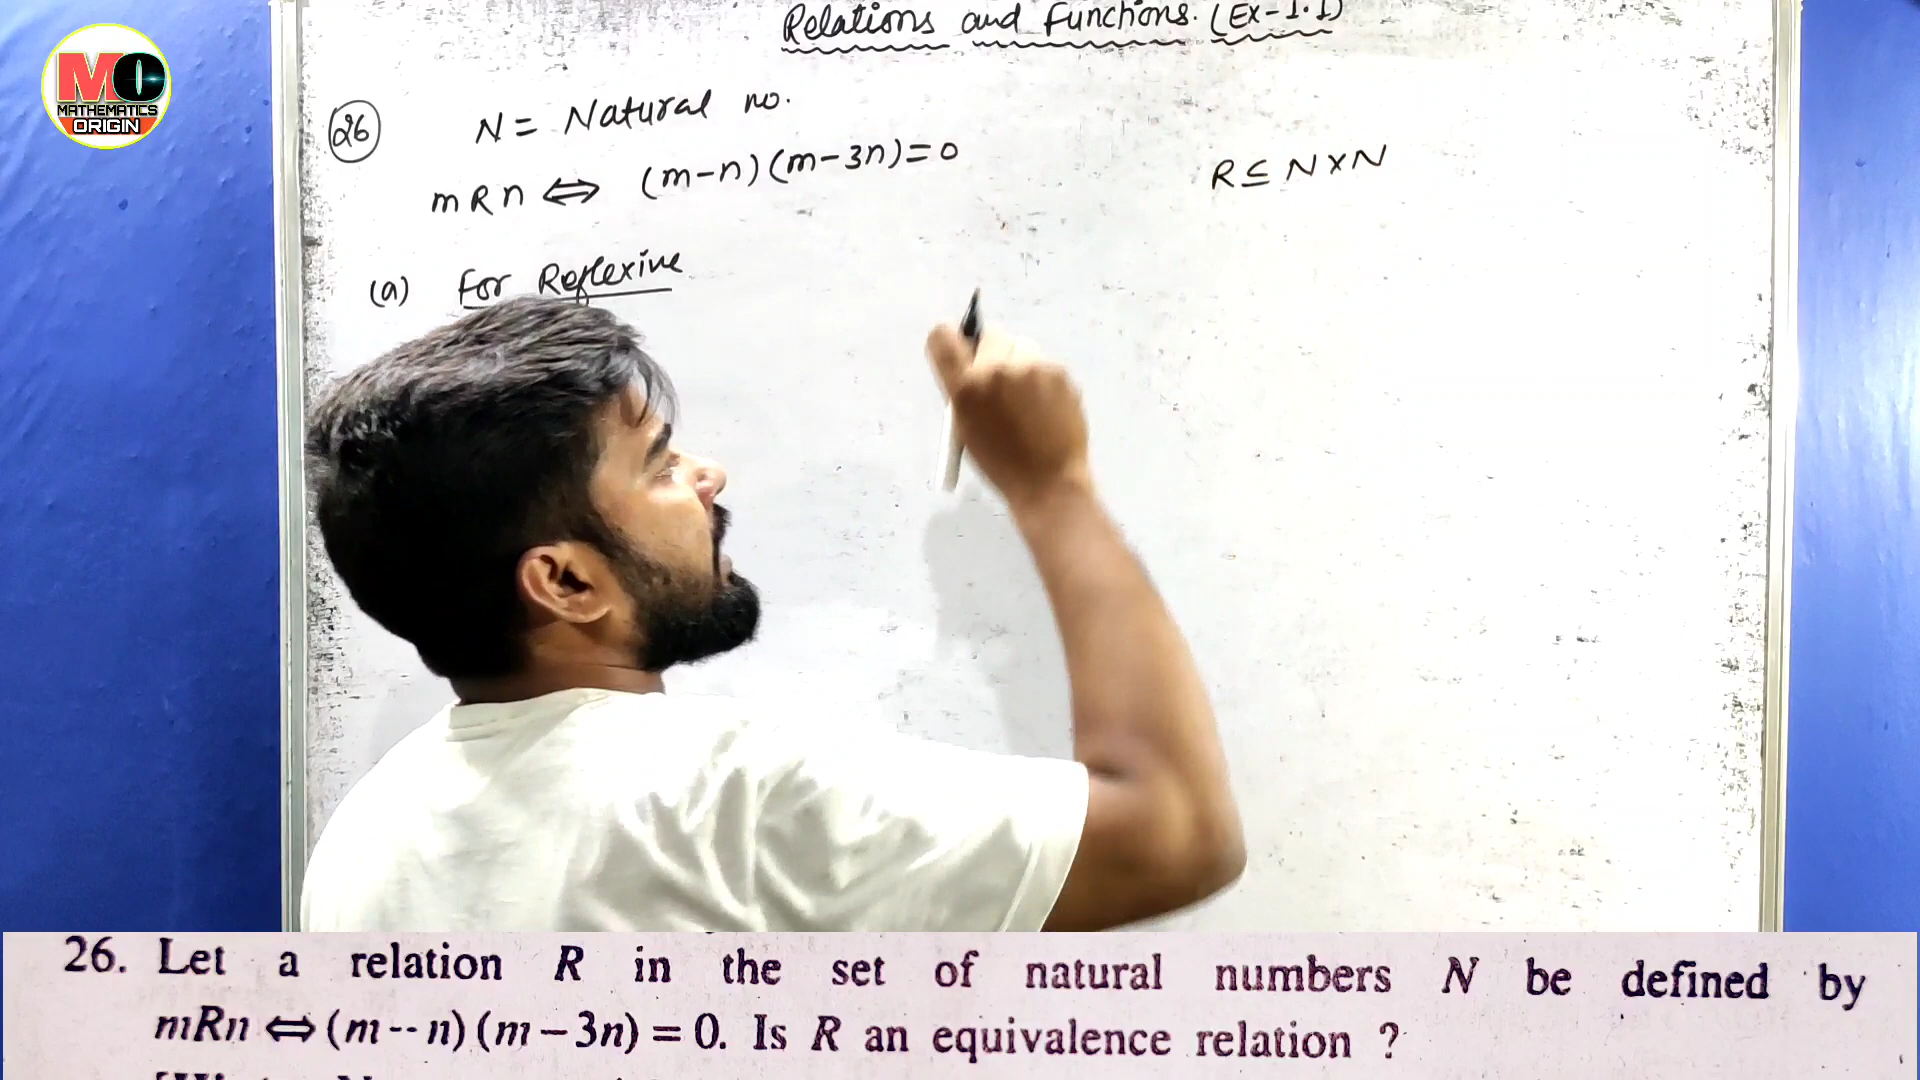 MO
MATHEMATICS
ORIGIN
Relations and Functions. (Ex-1.1)
26 N = Natural no.
mRn ⇔ (m-n)(m-3n)=0
R ⊆ N×N
(a) For Reflexive
26. Let a relation R in the set of natural numbers N be defined by
mRn ⇔ (m -- n) (m – 3n) = 0. Is R an equivalence relation ?